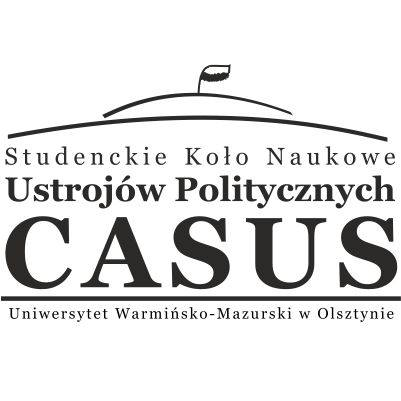 Studenckie Koło Naukowe
Ustrojów Politycznych
CASUS
Uniwersytet Warmińsko-Mazurski w Olsztynie